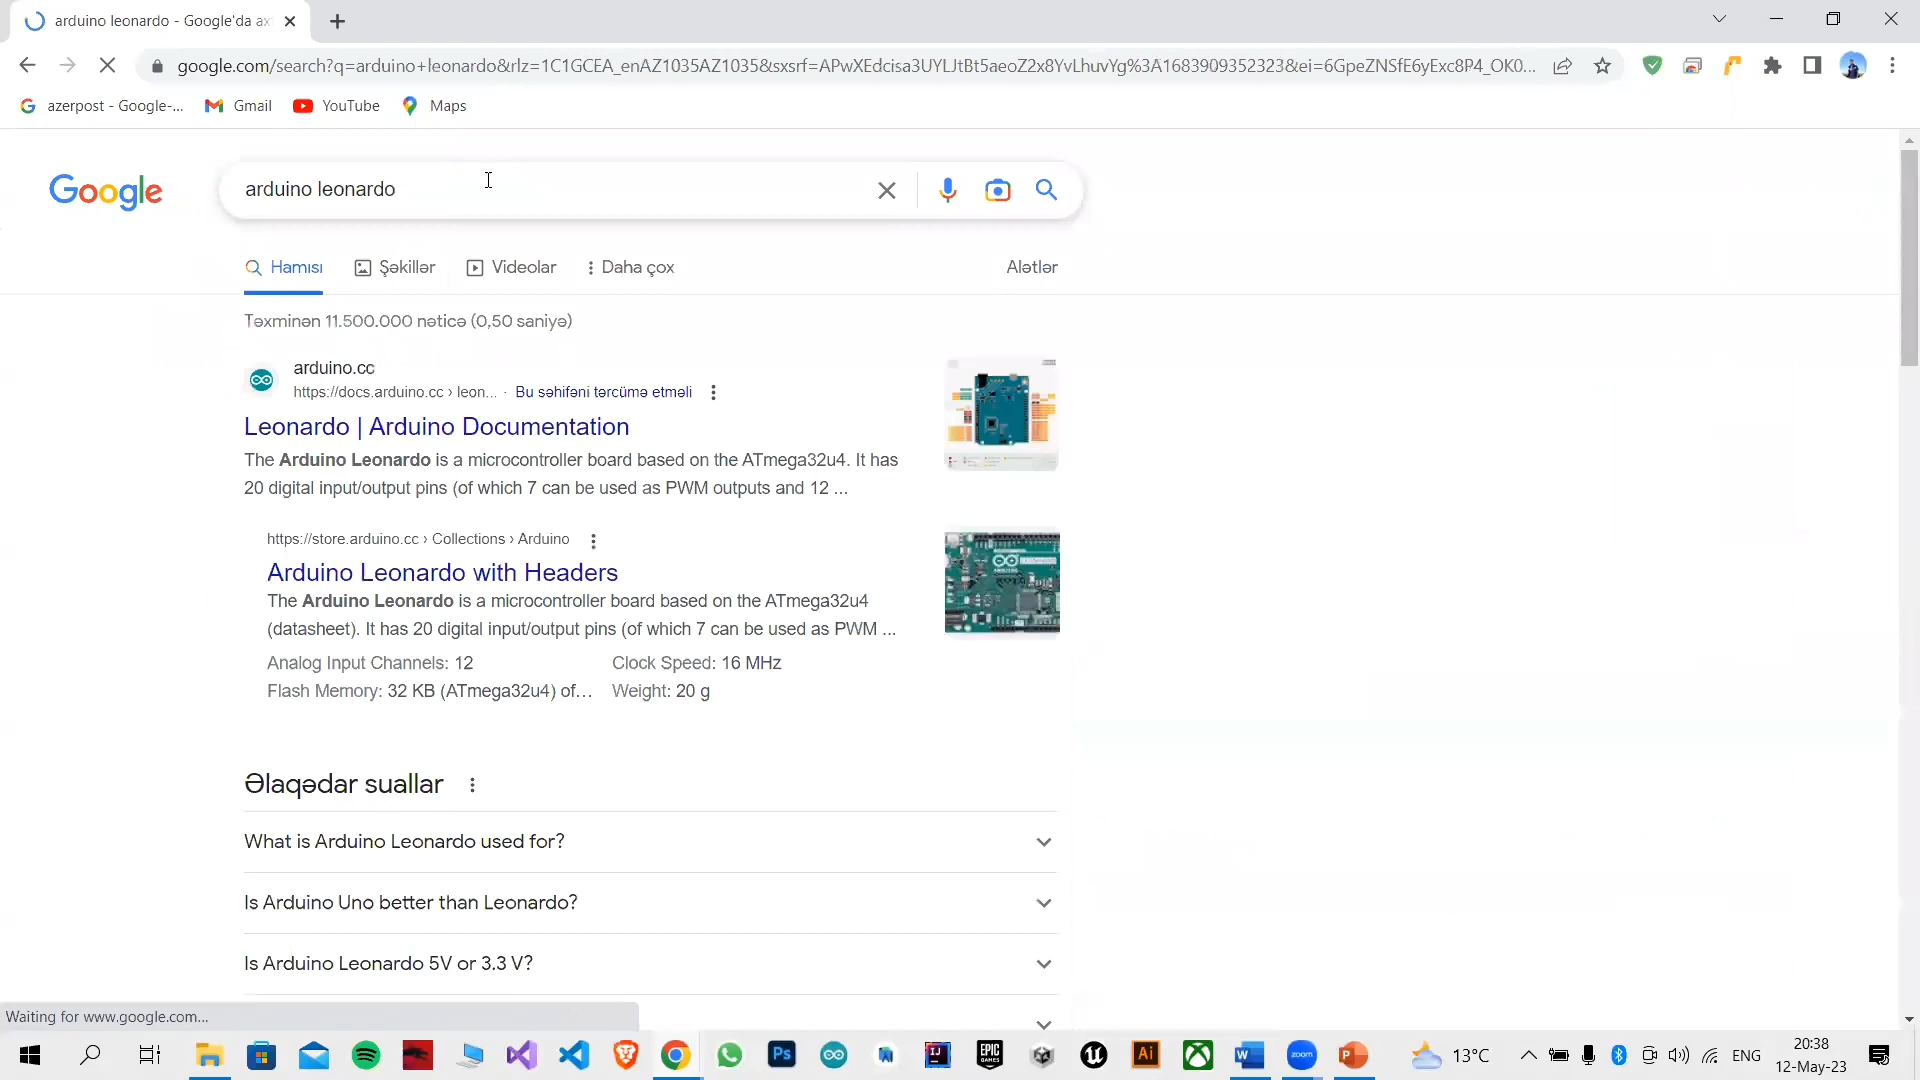 arduino leonardo - Google'da ax
google.com/search?q=arduino+leonardo&rlz=1C1GCEA_enAZ1035AZ1035&sxsrf=APwXEdcisa3UYLJtBt5aeoZ2x8YvLhuvYg%3A1683909352323&ei=6GpeZNSfE6yExc8P4_OK0...
azerpost - Google-...
Gmail
YouTube
Maps
Google
arduino leonardo
Hamısı
Şəkillər
Videolar
Daha çox
Alətlər
Təxminən 11.500.000 nəticə (0,50 saniyə)
arduino.cc
https://docs.arduino.cc › leon... · Bu səhifəni tərcümə etməli
Leonardo | Arduino Documentation
The Arduino Leonardo is a microcontroller board based on the ATmega32u4. It has
20 digital input/output pins (of which 7 can be used as PWM outputs and 12 ...
https://store.arduino.cc › Collections › Arduino
Arduino Leonardo with Headers
The Arduino Leonardo is a microcontroller board based on the ATmega32u4
(datasheet). It has 20 digital input/output pins (of which 7 can be used as PWM ...
Analog Input Channels: 12
Clock Speed: 16 MHz
Flash Memory: 32 KB (ATmega32u4) of...
Weight: 20 g
Əlaqədar suallar
What is Arduino Leonardo used for?
Is Arduino Uno better than Leonardo?
Is Arduino Leonardo 5V or 3.3 V?
Waiting for www.google.com...
Ps
IJ
EPIC
GAMES
Ai
W
zoom
P
13°C
ENG
20:38
12-May-23